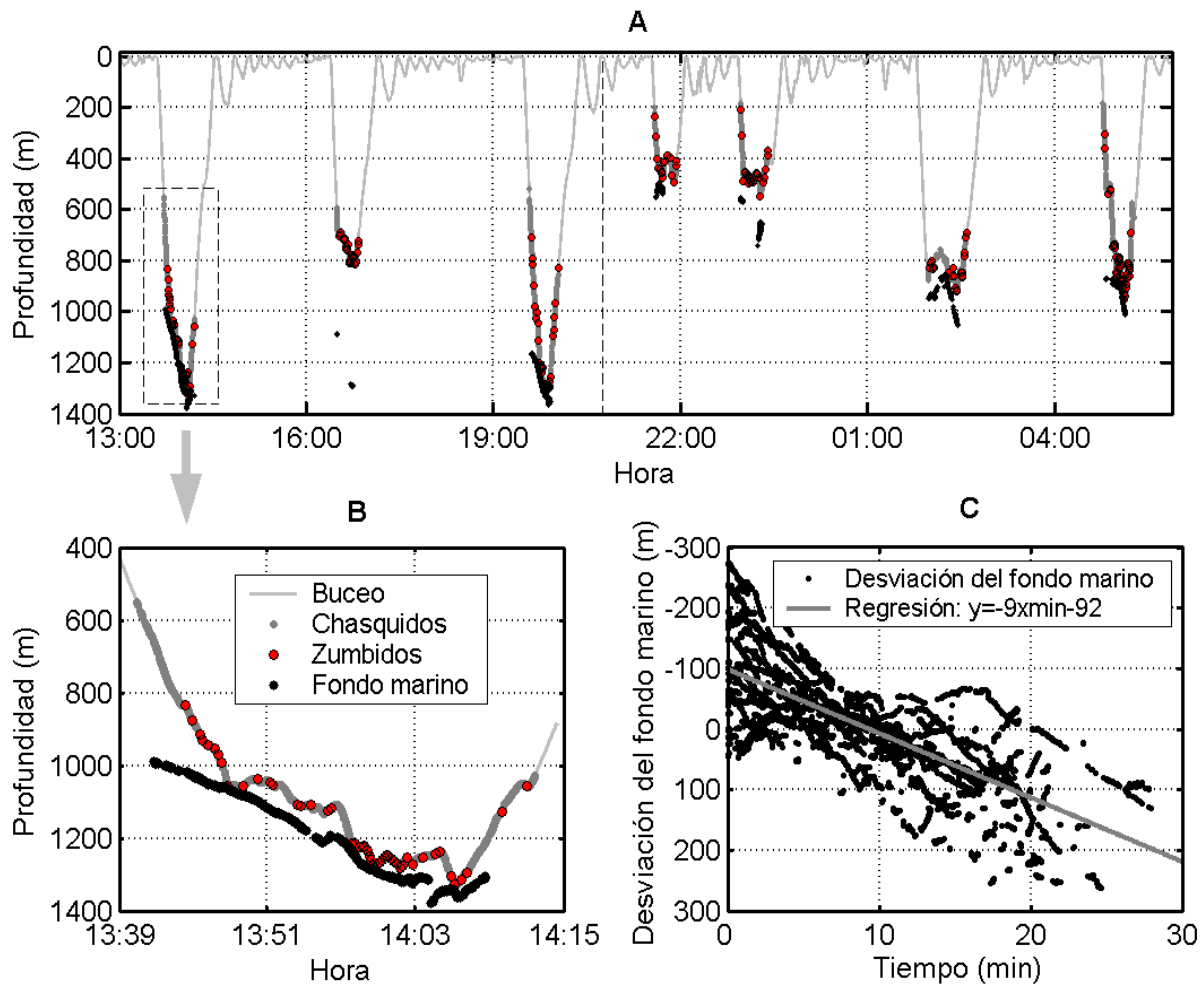 A
Profundidad (m)
0
200
400
600
800
1000
1200
1400
13:00 16:00 19:00 22:00 01:00 04:00
Hora
B
Profundidad (m)
400
600
800
1000
1200
1400
Buceo
Chasquidos
Zumbidos
Fondo marino
13:39 13:51 14:03 14:15
Hora
C
Desviación del fondo marino (m)
-300
-200
-100
0
100
200
300
Desviación del fondo marino
Regresión: y=-9xmin-92
0 10 20 30
Tiempo (min)